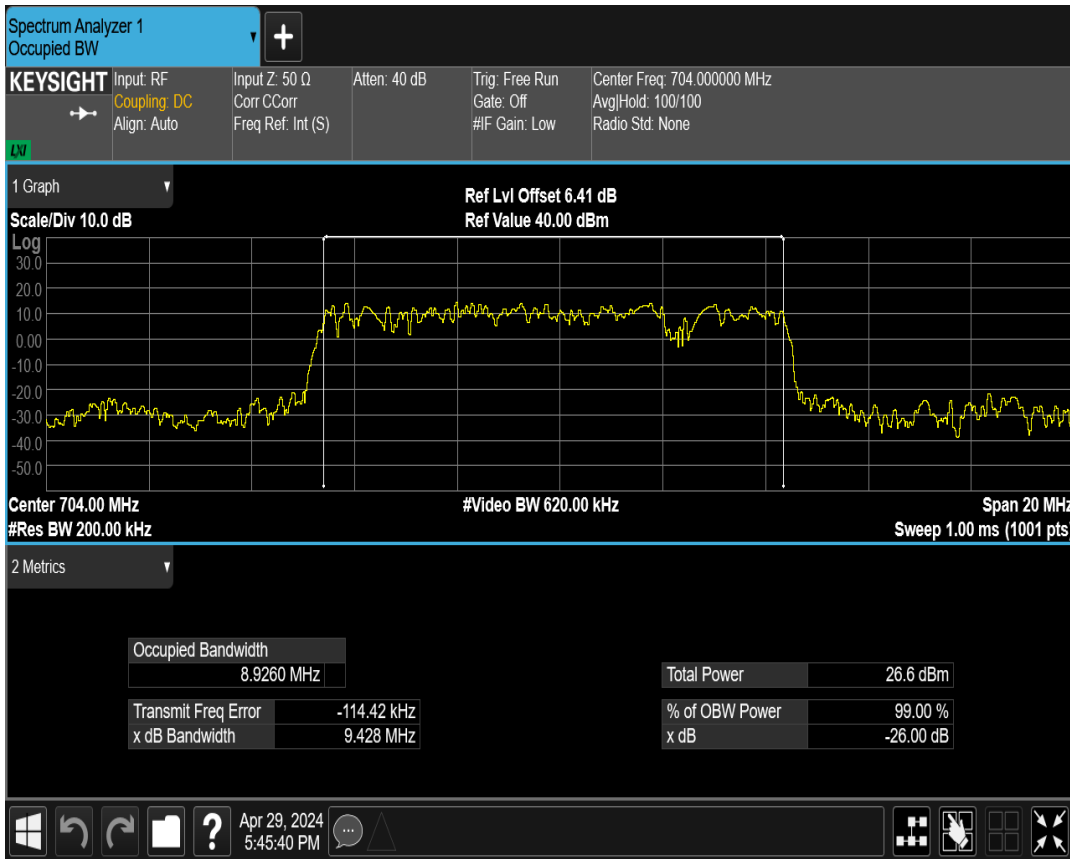 Spectrum Analyzer 1
Occupied BW
+
KEYSIGHT
LXI
Input: RF
Coupling: DC
Align: Auto
Input Z: 50 Ω
Corr CCorr
Freq Ref: Int (S)
Atten: 40 dB
Trig: Free Run
Gate: Off
#IF Gain: Low
Center Freq: 704.000000 MHz
Avg|Hold: 100/100
Radio Std: None
1 Graph
Scale/Div 10.0 dB
Ref Lvl Offset 6.41 dB
Ref Value 40.00 dBm
Log
30.0
20.0
10.0
0.00
-10.0
-20.0
-30.0
-40.0
-50.0
Center 704.00 MHz
#Video BW 620.00 kHz
Span 20 MHz
#Res BW 200.00 kHz
Sweep 1.00 ms (1001 pts)
2 Metrics
Occupied Bandwidth
8.9260 MHz
Total Power 26.6 dBm
Transmit Freq Error -114.42 kHz
% of OBW Power 99.00 %
x dB Bandwidth 9.428 MHz
x dB -26.00 dB
?
Apr 29, 2024
5:45:40 PM